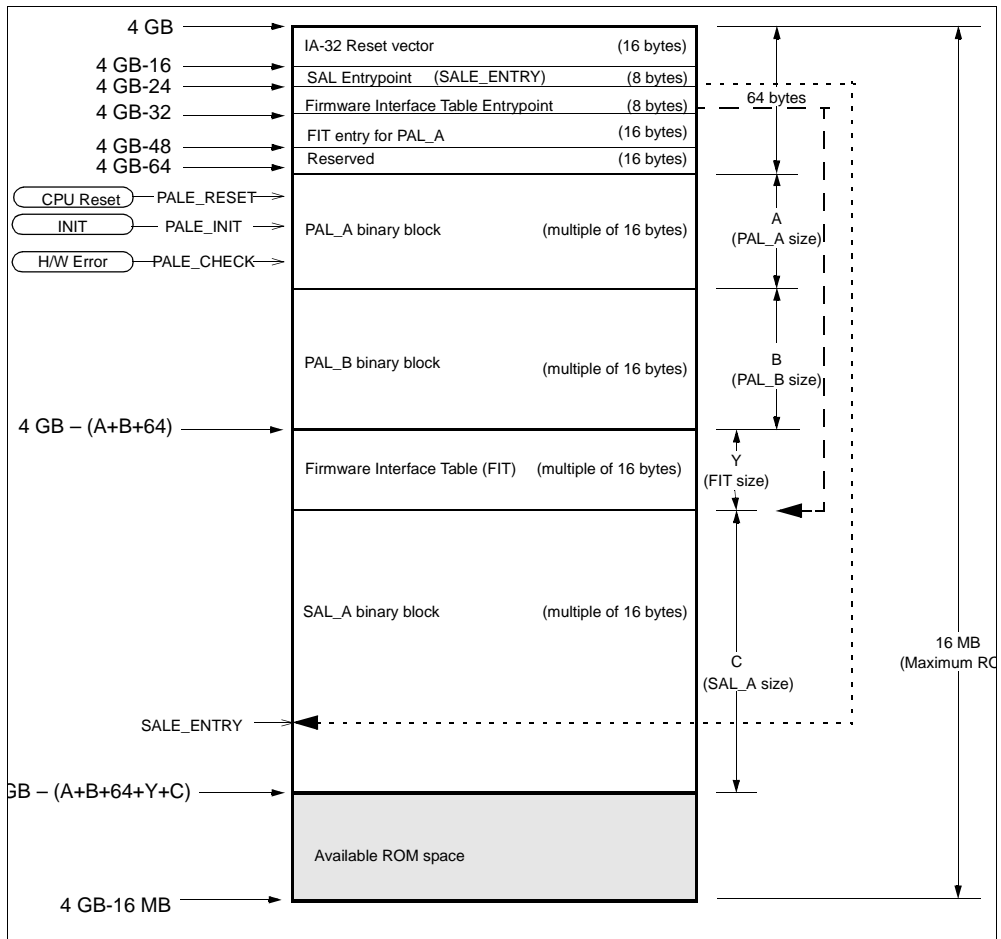 4 GB
IA-32 Reset vector (16 bytes)
4 GB-16
SAL Entrypoint (SALE_ENTRY) (8 bytes)
4 GB-24
64 bytes
Firmware Interface Table Entrypoint (8 bytes)
4 GB-32
FIT entry for PAL_A (16 bytes)
4 GB-48
Reserved (16 bytes)
4 GB-64
CPU Reset PALE_RESET
INIT PALE_INIT
A
(PAL_A size)
PAL_A binary block (multiple of 16 bytes)
H/W Error PALE_CHECK
B
(PAL_B size)
PAL_B binary block (multiple of 16 bytes)
4 GB – (A+B+64)
Y
(FIT size)
Firmware Interface Table (FIT) (multiple of 16 bytes)
SAL_A binary block (multiple of 16 bytes)
16 MB
(Maximum RO
C
(SAL_A size)
SALE_ENTRY
GB – (A+B+64+Y+C)
Available ROM space
4 GB-16 MB